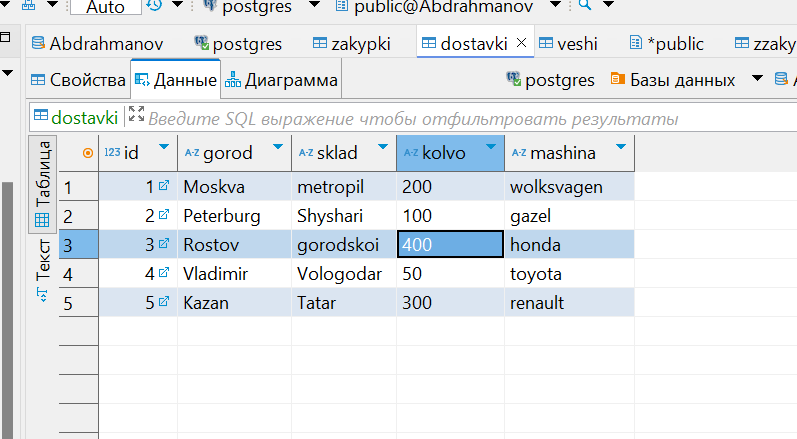 Auto postgres public@Abdrahmanov
Abdrahmanov postgres zakypki dostavki veshi *public zzaky
Свойства Данные Диаграмма postgres Базы данных
dostavki Введите SQL выражение чтобы отфильтровать результаты
Таблица
Текст
123 id A-Z gorod A-Z sklad A-Z kolvo A-Z mashina
1 1 Moskva metropil 200 wolksvagen
2 2 Peterburg Shyshari 100 gazel
3 3 Rostov gorodskoi 400 honda
4 4 Vladimir Vologodar 50 toyota
5 5 Kazan Tatar 300 renault